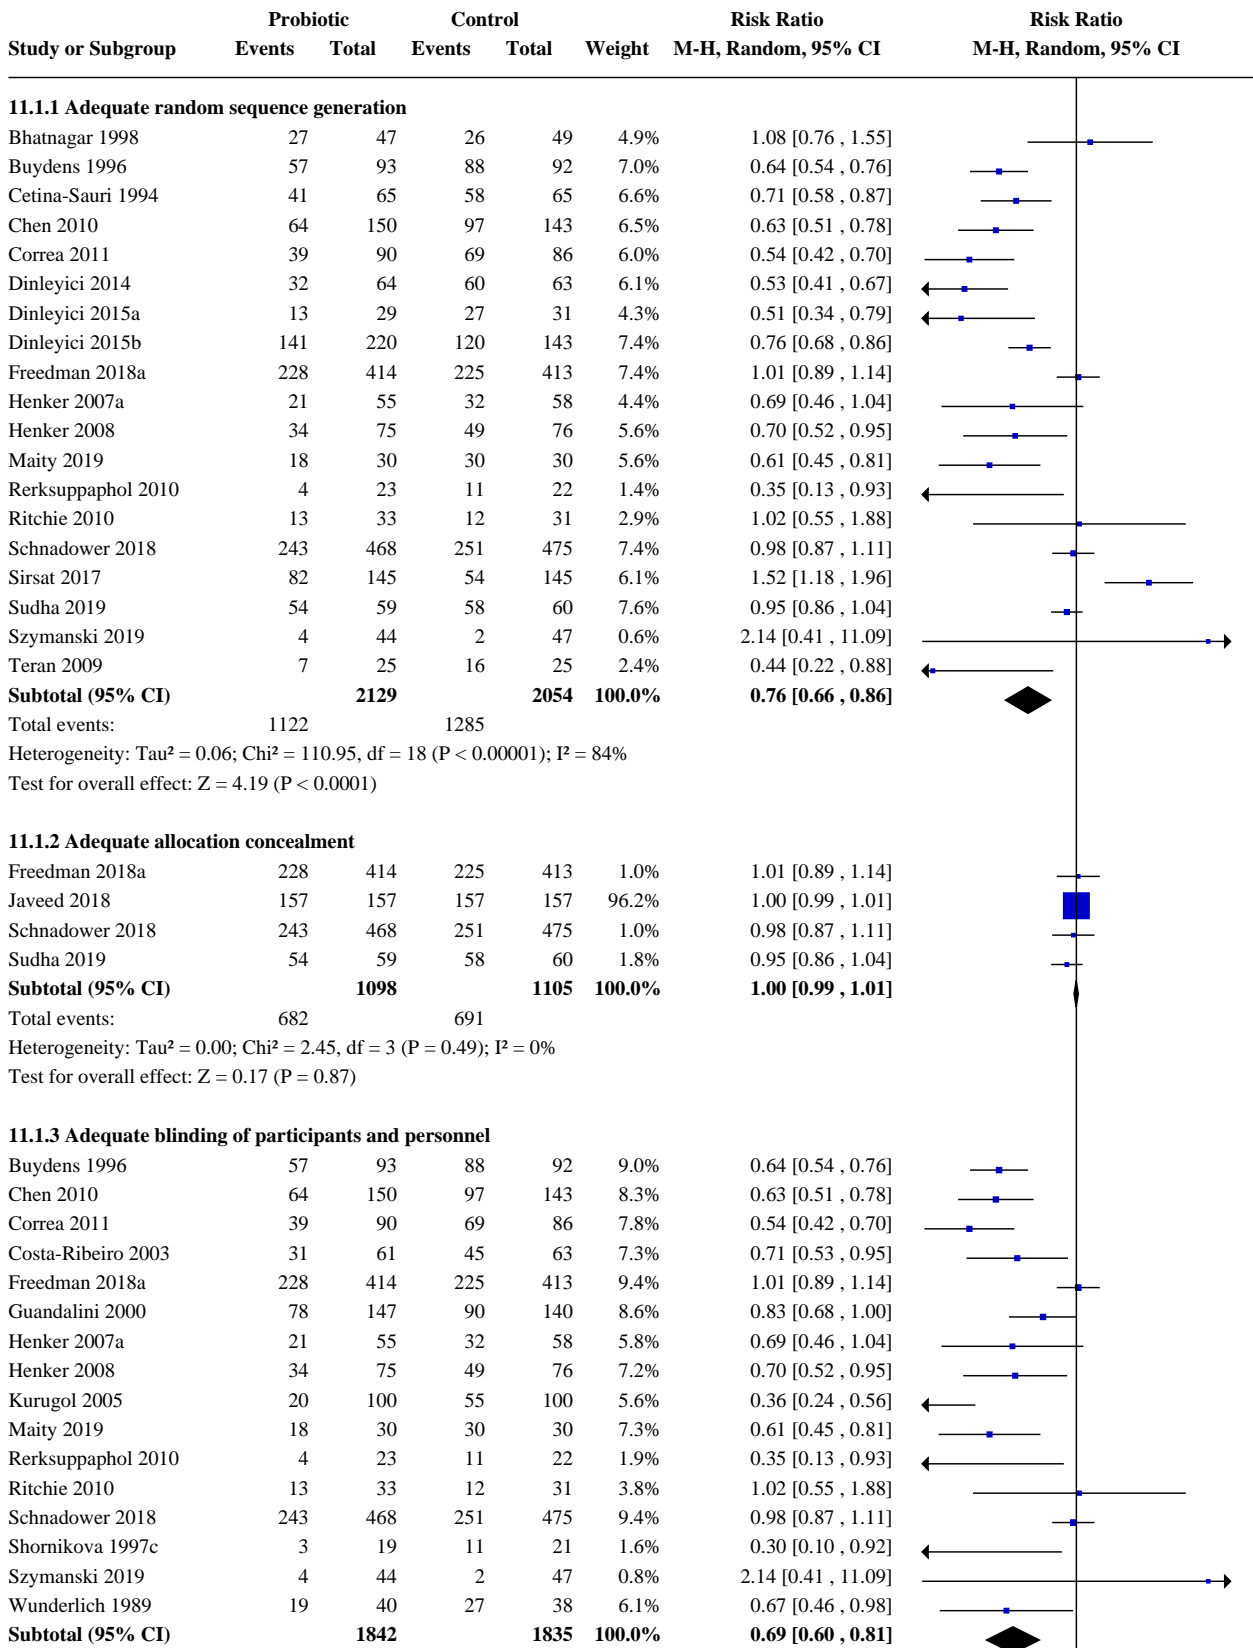 Probiotic Control Risk Ratio Risk Ratio
Study or Subgroup Events Total Events Total Weight M-H, Random, 95% CI M-H, Random, 95% CI
11.1.1 Adequate random sequence generation
Bhatnagar 1998 27 47 26 49 4.9% 1.08 [0.76 , 1.55]
Buydens 1996 57 93 88 92 7.0% 0.64 [0.54 , 0.76]
Cetina-Sauri 1994 41 65 58 65 6.6% 0.71 [0.58 , 0.87]
Chen 2010 64 150 97 143 6.5% 0.63 [0.51 , 0.78]
Correa 2011 39 90 69 86 6.0% 0.54 [0.42 , 0.70]
Dinleyici 2014 32 64 60 63 6.1% 0.53 [0.41 , 0.67]
Dinleyici 2015a 13 29 27 31 4.3% 0.51 [0.34 , 0.79]
Dinleyici 2015b 141 220 120 143 7.4% 0.76 [0.68 , 0.86]
Freedman 2018a 228 414 225 413 7.4% 1.01 [0.89 , 1.14]
Henker 2007a 21 55 32 58 4.4% 0.69 [0.46 , 1.04]
Henker 2008 34 75 49 76 5.6% 0.70 [0.52 , 0.95]
Maity 2019 18 30 30 30 5.6% 0.61 [0.45 , 0.81]
Rerksuppaphol 2010 4 23 11 22 1.4% 0.35 [0.13 , 0.93]
Ritchie 2010 13 33 12 31 2.9% 1.02 [0.55 , 1.88]
Schnadower 2018 243 468 251 475 7.4% 0.98 [0.87 , 1.11]
Sirsat 2017 82 145 54 145 6.1% 1.52 [1.18 , 1.96]
Sudha 2019 54 59 58 60 7.6% 0.95 [0.86 , 1.04]
Szymanski 2019 4 44 2 47 0.6% 2.14 [0.41 , 11.09]
Teran 2009 7 25 16 25 2.4% 0.44 [0.22 , 0.88]
Subtotal (95% CI) 2129 2054 100.0% 0.76 [0.66 , 0.86]
Total events: 1122 1285
Heterogeneity: Tau² = 0.06; Chi² = 110.95, df = 18 (P < 0.00001); I² = 84%
Test for overall effect: Z = 4.19 (P < 0.0001)
11.1.2 Adequate allocation concealment
Freedman 2018a 228 414 225 413 1.0% 1.01 [0.89 , 1.14]
Javeed 2018 157 157 157 157 96.2% 1.00 [0.99 , 1.01]
Schnadower 2018 243 468 251 475 1.0% 0.98 [0.87 , 1.11]
Sudha 2019 54 59 58 60 1.8% 0.95 [0.86 , 1.04]
Subtotal (95% CI) 1098 1105 100.0% 1.00 [0.99 , 1.01]
Total events: 682 691
Heterogeneity: Tau² = 0.00; Chi² = 2.45, df = 3 (P = 0.49); I² = 0%
Test for overall effect: Z = 0.17 (P = 0.87)
11.1.3 Adequate blinding of participants and personnel
Buydens 1996 57 93 88 92 9.0% 0.64 [0.54 , 0.76]
Chen 2010 64 150 97 143 8.3% 0.63 [0.51 , 0.78]
Correa 2011 39 90 69 86 7.8% 0.54 [0.42 , 0.70]
Costa-Ribeiro 2003 31 61 45 63 7.3% 0.71 [0.53 , 0.95]
Freedman 2018a 228 414 225 413 9.4% 1.01 [0.89 , 1.14]
Guandalini 2000 78 147 90 140 8.6% 0.83 [0.68 , 1.00]
Henker 2007a 21 55 32 58 5.8% 0.69 [0.46 , 1.04]
Henker 2008 34 75 49 76 7.2% 0.70 [0.52 , 0.95]
Kurugol 2005 20 100 55 100 5.6% 0.36 [0.24 , 0.56]
Maity 2019 18 30 30 30 7.3% 0.61 [0.45 , 0.81]
Rerksuppaphol 2010 4 23 11 22 1.9% 0.35 [0.13 , 0.93]
Ritchie 2010 13 33 12 31 3.8% 1.02 [0.55 , 1.88]
Schnadower 2018 243 468 251 475 9.4% 0.98 [0.87 , 1.11]
Shornikova 1997c 3 19 11 21 1.6% 0.30 [0.10 , 0.92]
Szymanski 2019 4 44 2 47 0.8% 2.14 [0.41 , 11.09]
Wunderlich 1989 19 40 27 38 6.1% 0.67 [0.46 , 0.98]
Subtotal (95% CI) 1842 1835 100.0% 0.69 [0.60 , 0.81]